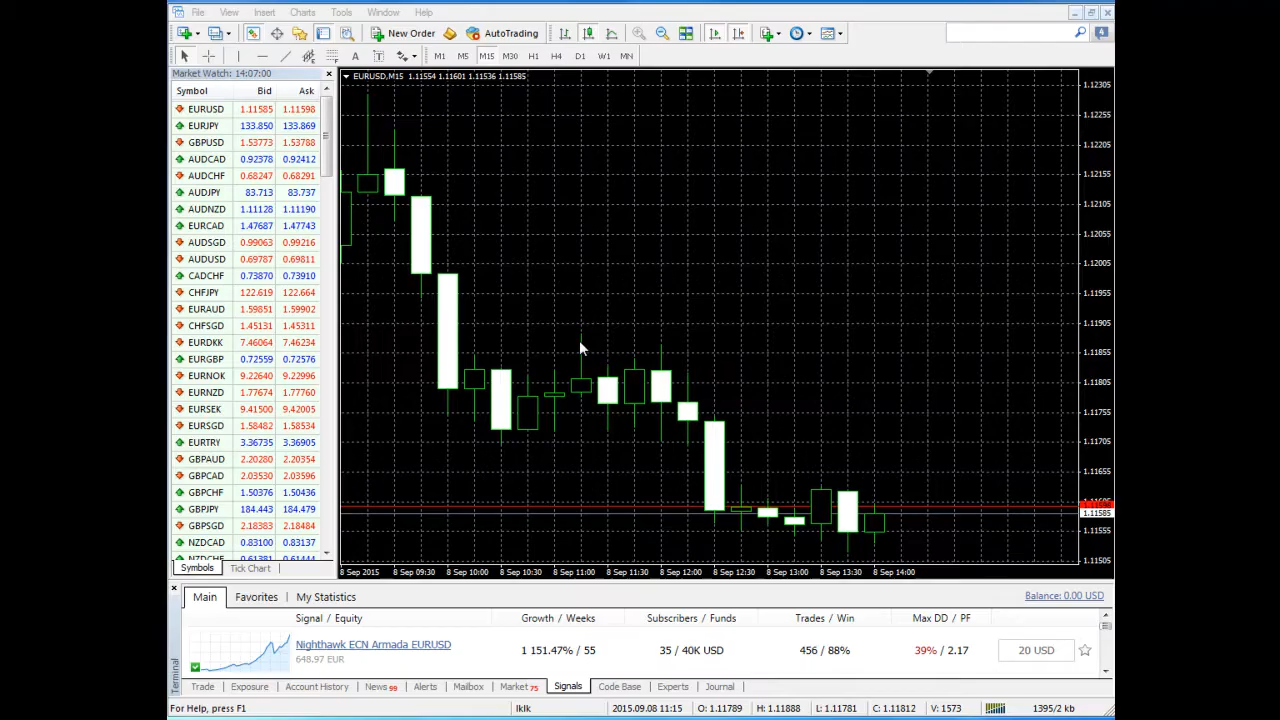 File View Insert Charts Tools Window Help
4
New Order AutoTrading
A T M1 M5 M15 M30 H1 H4 D1 W1 MN
Market Watch: 14:07:00
Symbol Bid Ask
EURUSD 1.11585 1.11598
EURJPY 133.850 133.869
GBPUSD 1.53773 1.53788
AUDCAD 0.92378 0.92412
AUDCHF 0.68247 0.68291
AUDJPY 83.713 83.737
AUDNZD 1.11128 1.11190
EURCAD 1.47687 1.47743
AUDSGD 0.99063 0.99216
AUDUSD 0.69787 0.69811
CADCHF 0.73870 0.73910
CHFJPY 122.619 122.664
EURAUD 1.59851 1.59902
CHFSGD 1.45131 1.45311
EURDKK 7.46064 7.46234
EURGBP 0.72559 0.72576
EURNOK 9.22640 9.22996
EURNZD 1.77674 1.77760
EURSEK 9.41500 9.42005
EURSGD 1.58482 1.58534
EURTRY 3.36735 3.36905
GBPAUD 2.20280 2.20354
GBPCAD 2.03530 2.03596
GBPCHF 1.50376 1.50436
GBPJPY 184.443 184.479
GBPSGD 2.18383 2.18484
NZDCAD 0.83100 0.83137
NZDCHF 0.61381 0.61444
Symbols Tick Chart
EURUSD,M15 1.11554 1.11601 1.11536 1.11585
1.12305
1.12255
1.12205
1.12155
1.12105
1.12055
1.12005
1.11955
1.11905
1.11855
1.11805
1.11755
1.11705
1.11655
1.11605
1.11585
1.11555
1.11505
8 Sep 2015 8 Sep 09:30 8 Sep 10:00 8 Sep 10:30 8 Sep 11:00 8 Sep 11:30 8 Sep 12:00 8 Sep 12:30 8 Sep 13:00 8 Sep 13:30 8 Sep 14:00
Main Favorites My Statistics Balance: 0.00 USD
Signal / Equity Growth / Weeks Subscribers / Funds Trades / Win Max DD / PF
Nighthawk ECN Armada EURUSD 1 151.47% / 55 35 / 40K USD 456 / 88% 39% / 2.17 20 USD
648.97 EUR
Terminal
Trade Exposure Account History News 99 Alerts Mailbox Market 75 Signals Code Base Experts Journal
For Help, press F1 lklk 2015.09.08 11:15 O: 1.11789 H: 1.11888 L: 1.11781 C: 1.11812 V: 1573 1395/2 kb